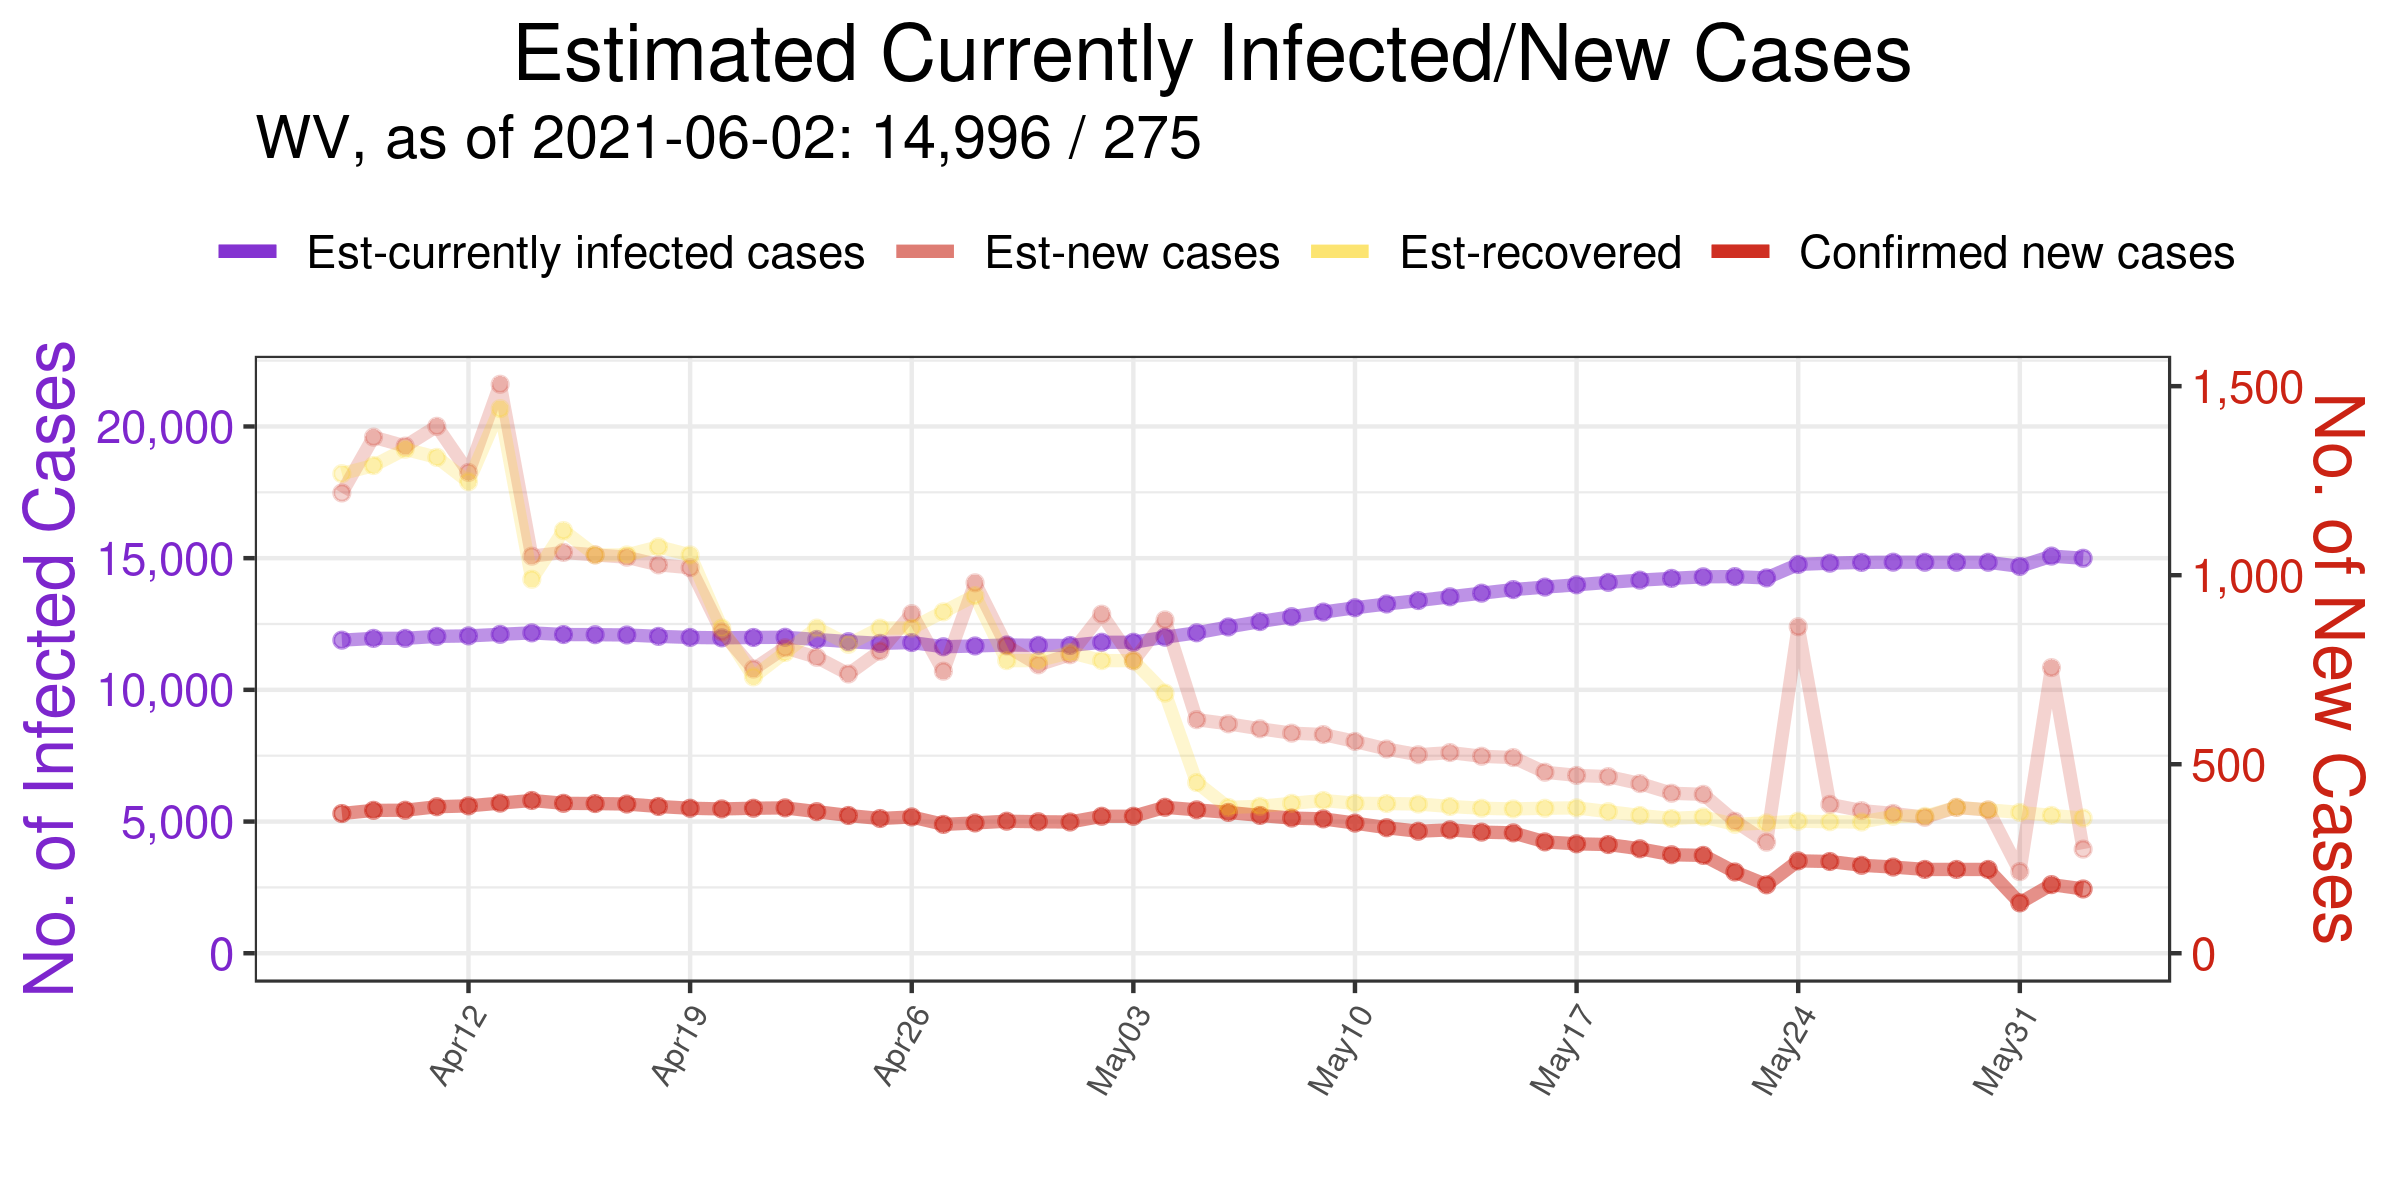 Estimated Currently Infected/New Cases
WV, as of 2021-06-02: 14,996 / 275
Est-currently infected cases Est-new cases Est-recovered Confirmed new cases
No. of Infected Cases
20,000
15,000
10,000
5,000
0
1,500
1,000
500
0
No. of New Cases
Apr12 Apr19 Apr26 May03 May10 May17 May24 May31